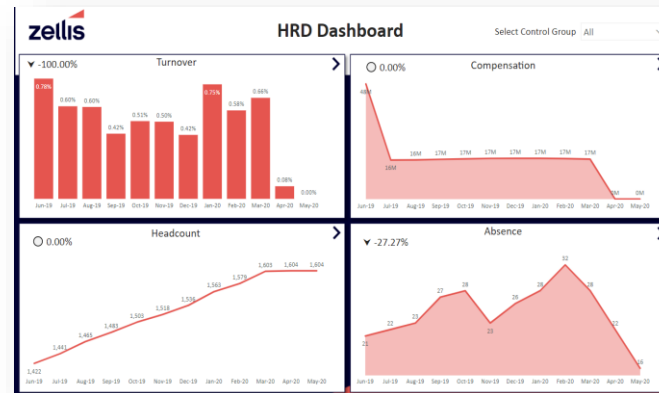 zellis
HRD Dashboard
Select Control Group All
-100.00%
Turnover
0.78%
0.60%
0.60%
0.42%
0.51%
0.50%
0.42%
0.75%
0.58%
0.66%
0.08%
0.00%
Jun-19 Jul-19 Aug-19 Sep-19 Oct-19 Nov-19 Dec-19 Jan-20 Feb-20 Mar-20 Apr-20 May-20
0.00%
Compensation
48M
16M
16M 17M 17M 17M 17M 17M 17M 17M
0M 0M
Jun-19 Jul-19 Aug-19 Sep-19 Oct-19 Nov-19 Dec-19 Jan-20 Feb-20 Mar-20 Apr-20 May-20
0.00%
Headcount
1,422
1,441
1,465
1,483
1,503
1,518
1,536
1,563
1,579
1,603
1,604
1,604
Jun-19 Jul-19 Aug-19 Sep-19 Oct-19 Nov-19 Dec-19 Jan-20 Feb-20 Mar-20 Apr-20 May-20
-27.27%
Absence
21
22
23
27
28
23
26
28
32
28
22
16
Jun-19 Jul-19 Aug-19 Sep-19 Oct-19 Nov-19 Dec-19 Jan-20 Feb-20 Mar-20 Apr-20 May-20